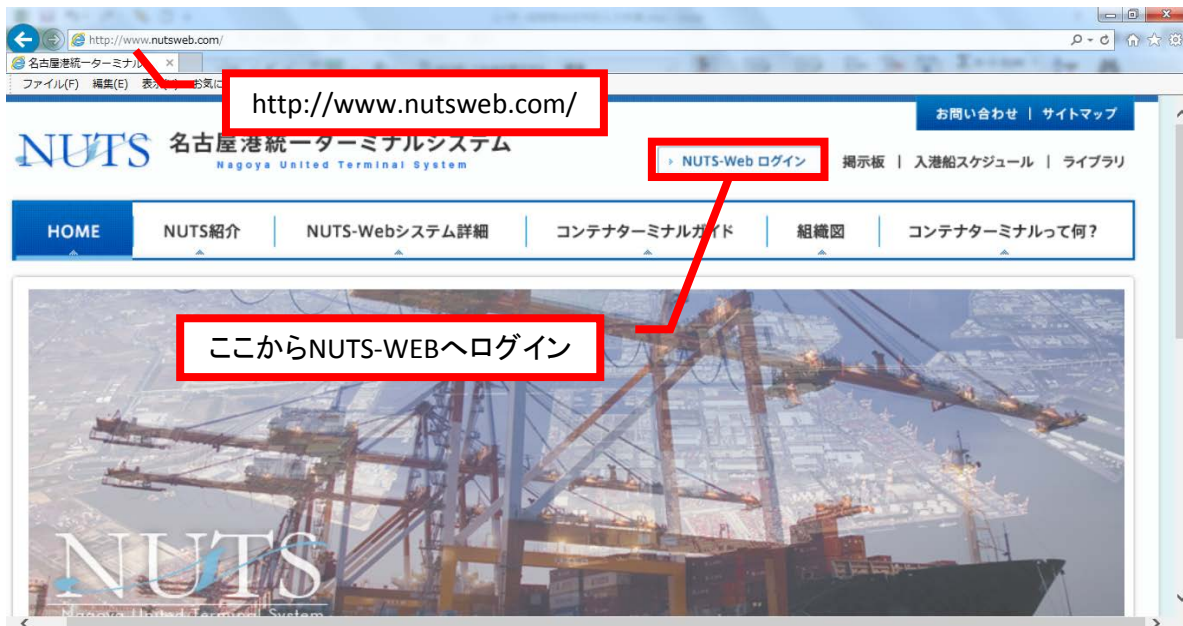 http://www.nutsweb.com/
名古屋港統一ターミナル
ファイル(F) 編集(E)
http://www.nutsweb.com/
お問い合わせ | サイトマップ
NUTS 名古屋港統一ターミナルシステム
Nagoya United Terminal System
NUTS-Web ログイン 掲示板 | 入港船スケジュール | ライブラリ
HOME NUTS紹介 NUTS-Webシステム詳細 コンテナターミナルガイド 組織図 コンテナターミナルって何?
ここからNUTS-WEBへログイン
NUTS
Nagoya United Terminal System